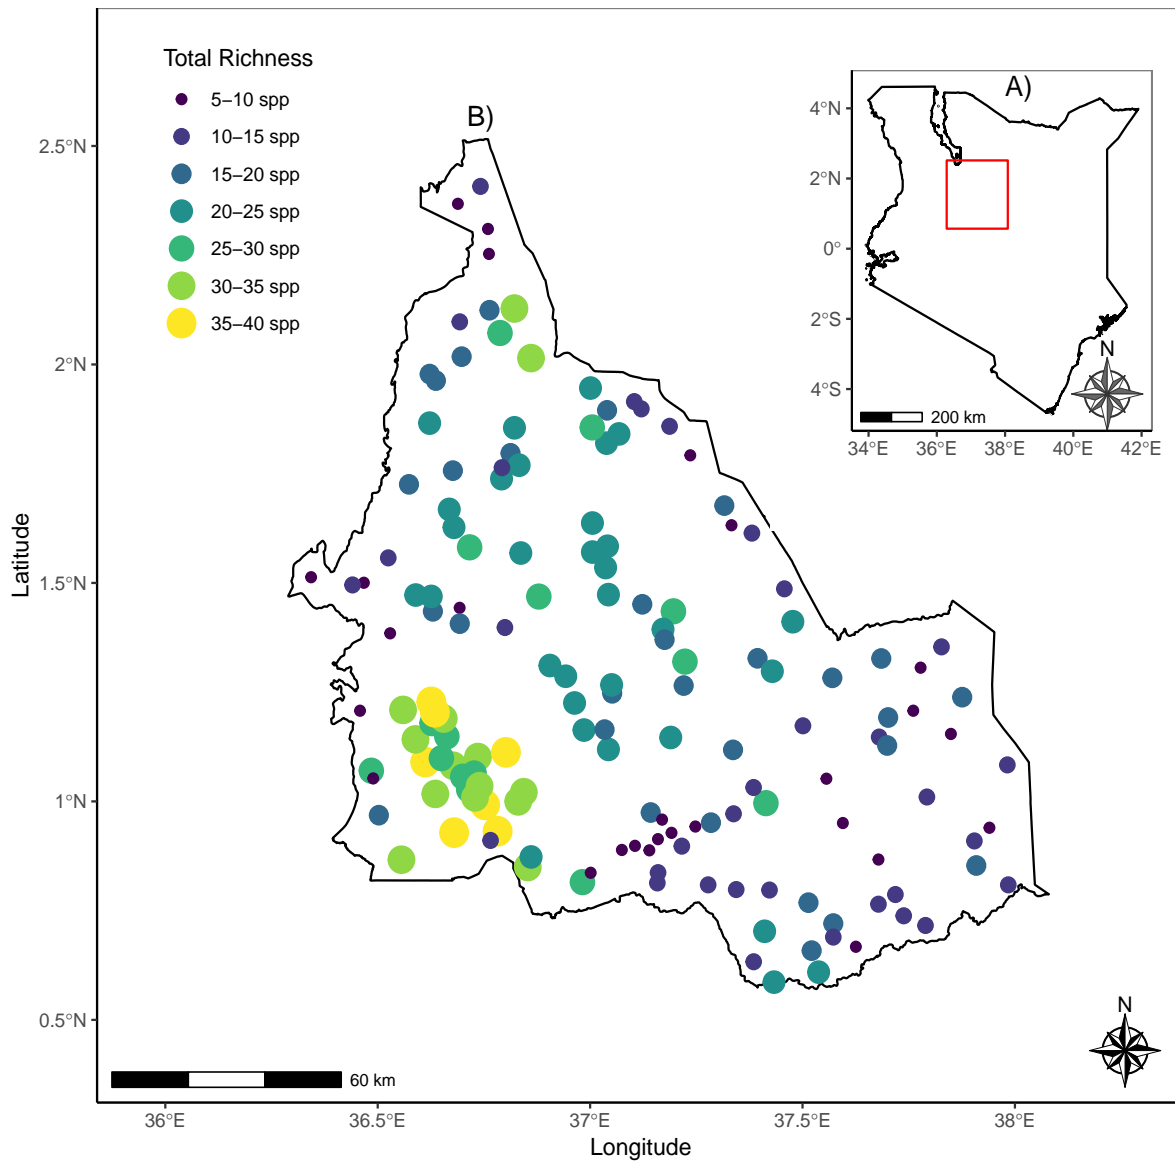 Total Richness
5–10 spp
10–15 spp
15–20 spp
20–25 spp
25–30 spp
30–35 spp
35–40 spp
B)
A)
4°N
2°N
0°
2°S
4°S
N
200 km
34°E 36°E 38°E 40°E 42°E
2.5°N
2°N
1.5°N
1°N
0.5°N
Latitude
N
60 km
36°E 36.5°E 37°E 37.5°E 38°E
Longitude